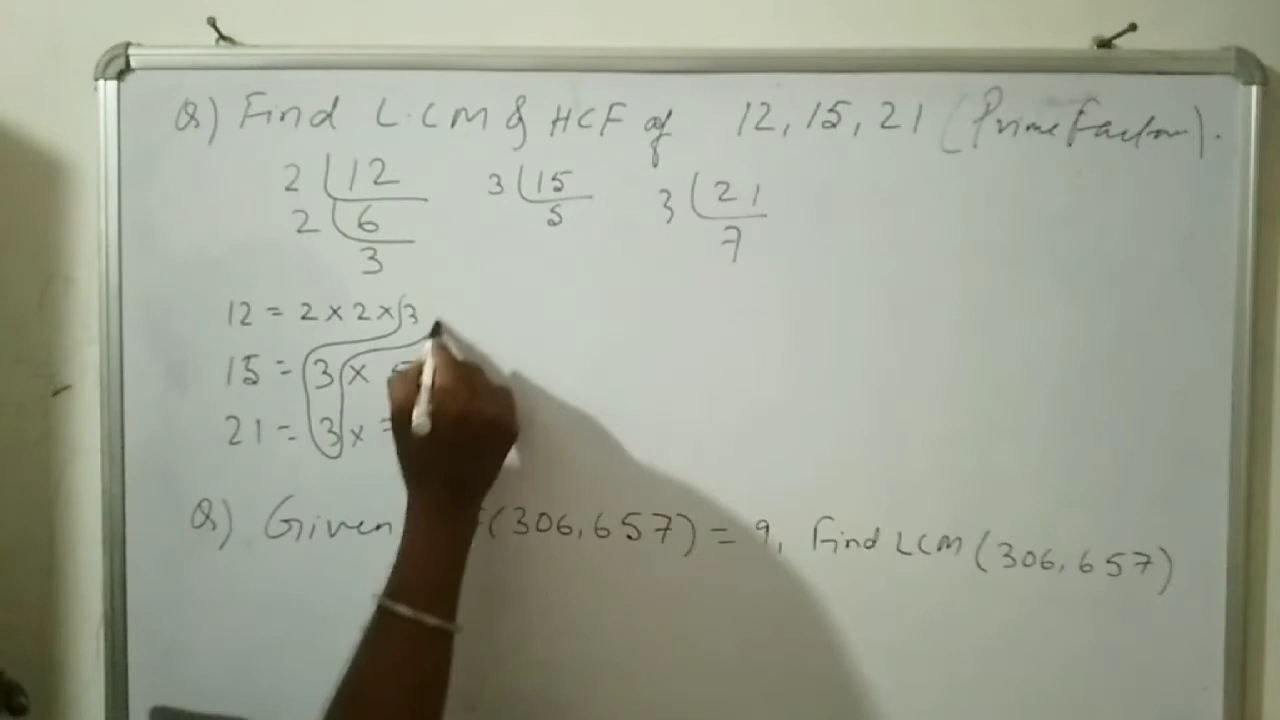 Q) Find L.C.M & HCF of 12, 15, 21 (Prime Factor).
2 12 3 15 3 21
2 6 5 7
3
12 = 2 x 2 x 3
15 = 3 x
21 = 3 x
Q) Given (306, 657) = 9, Find LCM (306, 657)